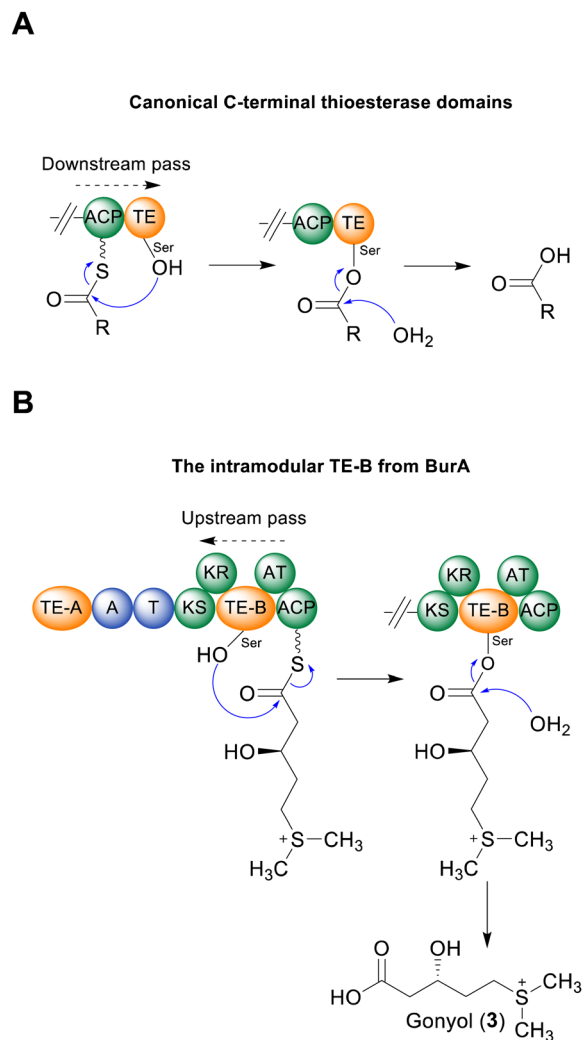 A
Canonical C-terminal thioesterase domains
Downstream pass
ACP TE
Ser
S
OH
O
R
ACP TE
Ser
O
O
R
OH2
OH
O
R
B
The intramodular TE-B from BurA
Upstream pass
KR AT
TE-A A T KS TE-B ACP
Ser
HO
S
O
HO
+
S CH3
H3C
KR AT
KS TE-B ACP
Ser
O
O
OH2
HO
+
S CH3
H3C
O
OH
HO
+
S
CH3
CH3
Gonyol (3)